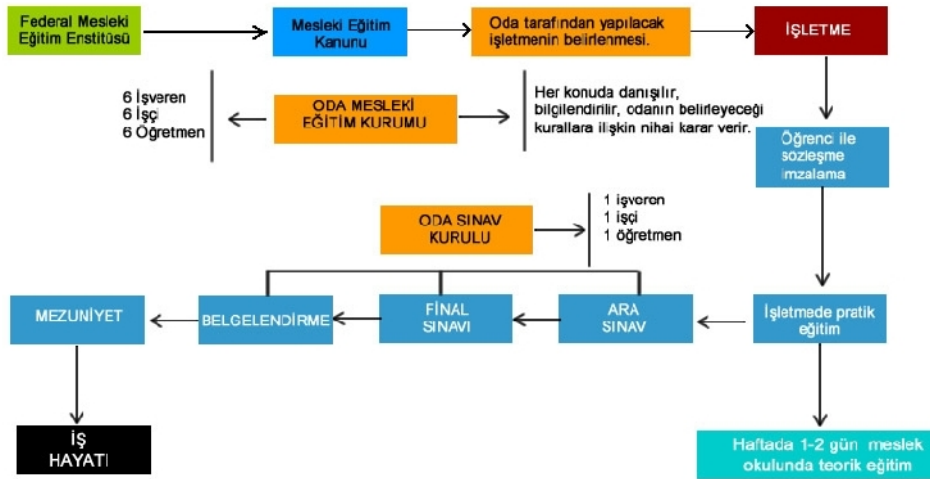 Federal Mesleki
Eğitim Enstitüsü
Mesleki Eğitim
Kanunu
Oda tarafından yapılacak
işletmenin belirlenmesi.
İŞLETME
6 İşveren
6 İşçi
6 Öğretmen
ODA MESLEKİ
EĞİTİM KURUMU
Her konuda danışılır,
bilgilendirilir, odanın belirleyeceği
kurallara ilişkin nihai karar verir.
Öğrenci ile
sözleşme
imzalama
ODA SINAV
KURULU
1 işveren
1 işçi
1 öğretmen
MEZUNİYET
BELGELENDİRME
FİNAL
SINAVI
ARA
SINAV
İşletmede pratik
eğitim
İŞ
HAYATI
Haftada 1-2 gün meslek
okulunda teorik eğitim